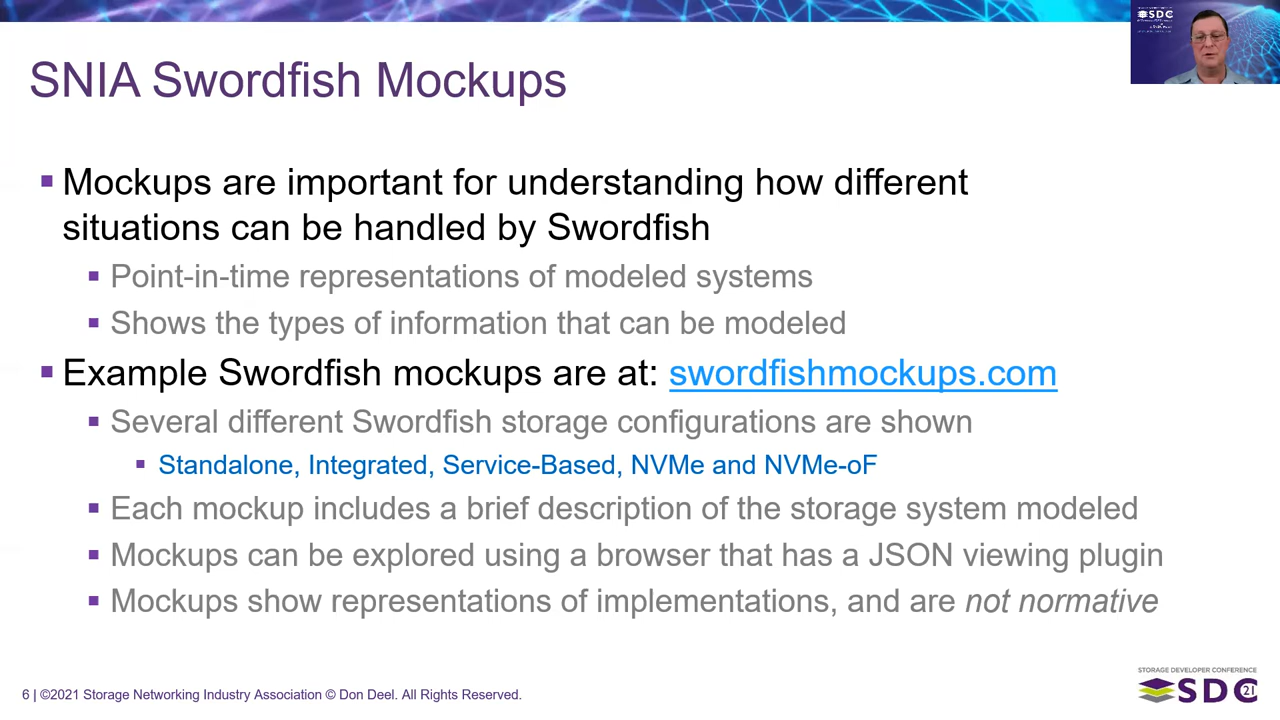 SDC
SNIA Swordfish Mockups
Mockups are important for understanding how different
situations can be handled by Swordfish
Point-in-time representations of modeled systems
Shows the types of information that can be modeled
Example Swordfish mockups are at: swordfishmockups.com
Several different Swordfish storage configurations are shown
Standalone, Integrated, Service-Based, NVMe and NVMe-oF
Each mockup includes a brief description of the storage system modeled
Mockups can be explored using a browser that has a JSON viewing plugin
Mockups show representations of implementations, and are not normative
6 | ©2021 Storage Networking Industry Association © Don Deel. All Rights Reserved.
STORAGE DEVELOPER CONFERENCE
SDC 21